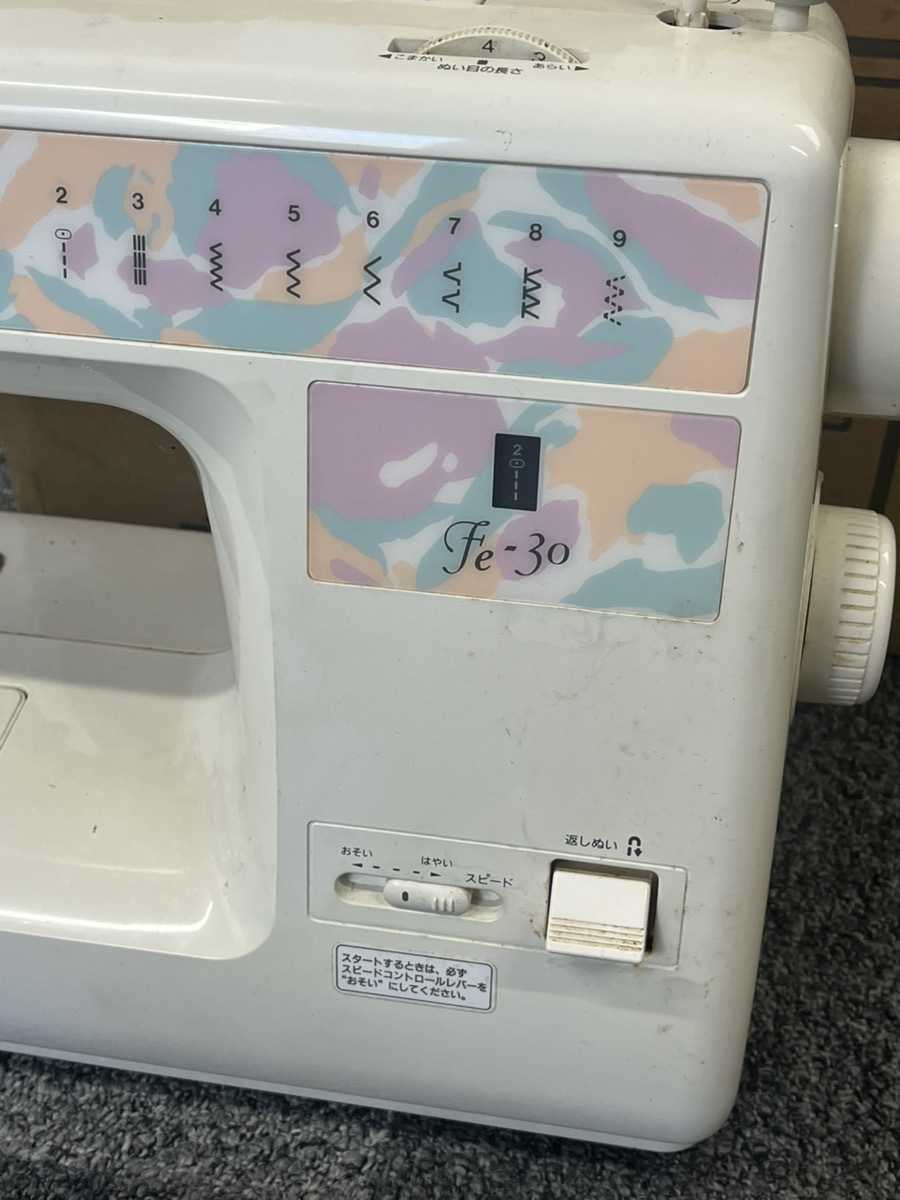 4
こまかい ぬい目の長さ あらい
2 3 4 5 6 7 8 9
2
Fe-30
返しぬい
おそい はやい
スピード
スタートするときは、必ず
スピードコントロールレバーを
"おそい" にしてください。